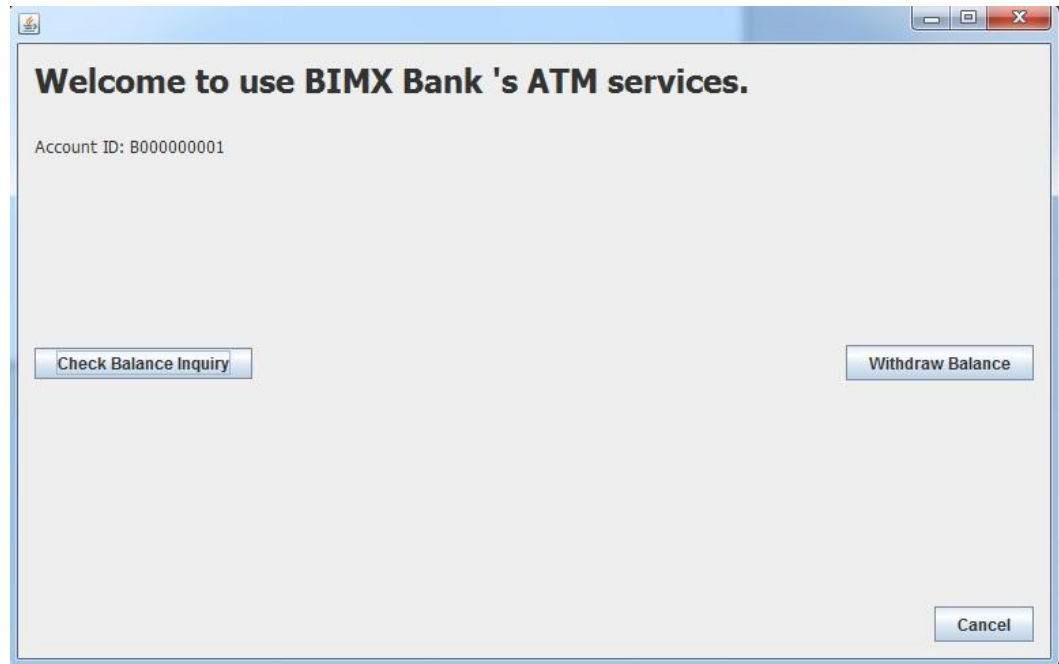 Welcome to use BIMX Bank 's ATM services.
Account ID: B000000001
Check Balance Inquiry
Withdraw Balance
Cancel